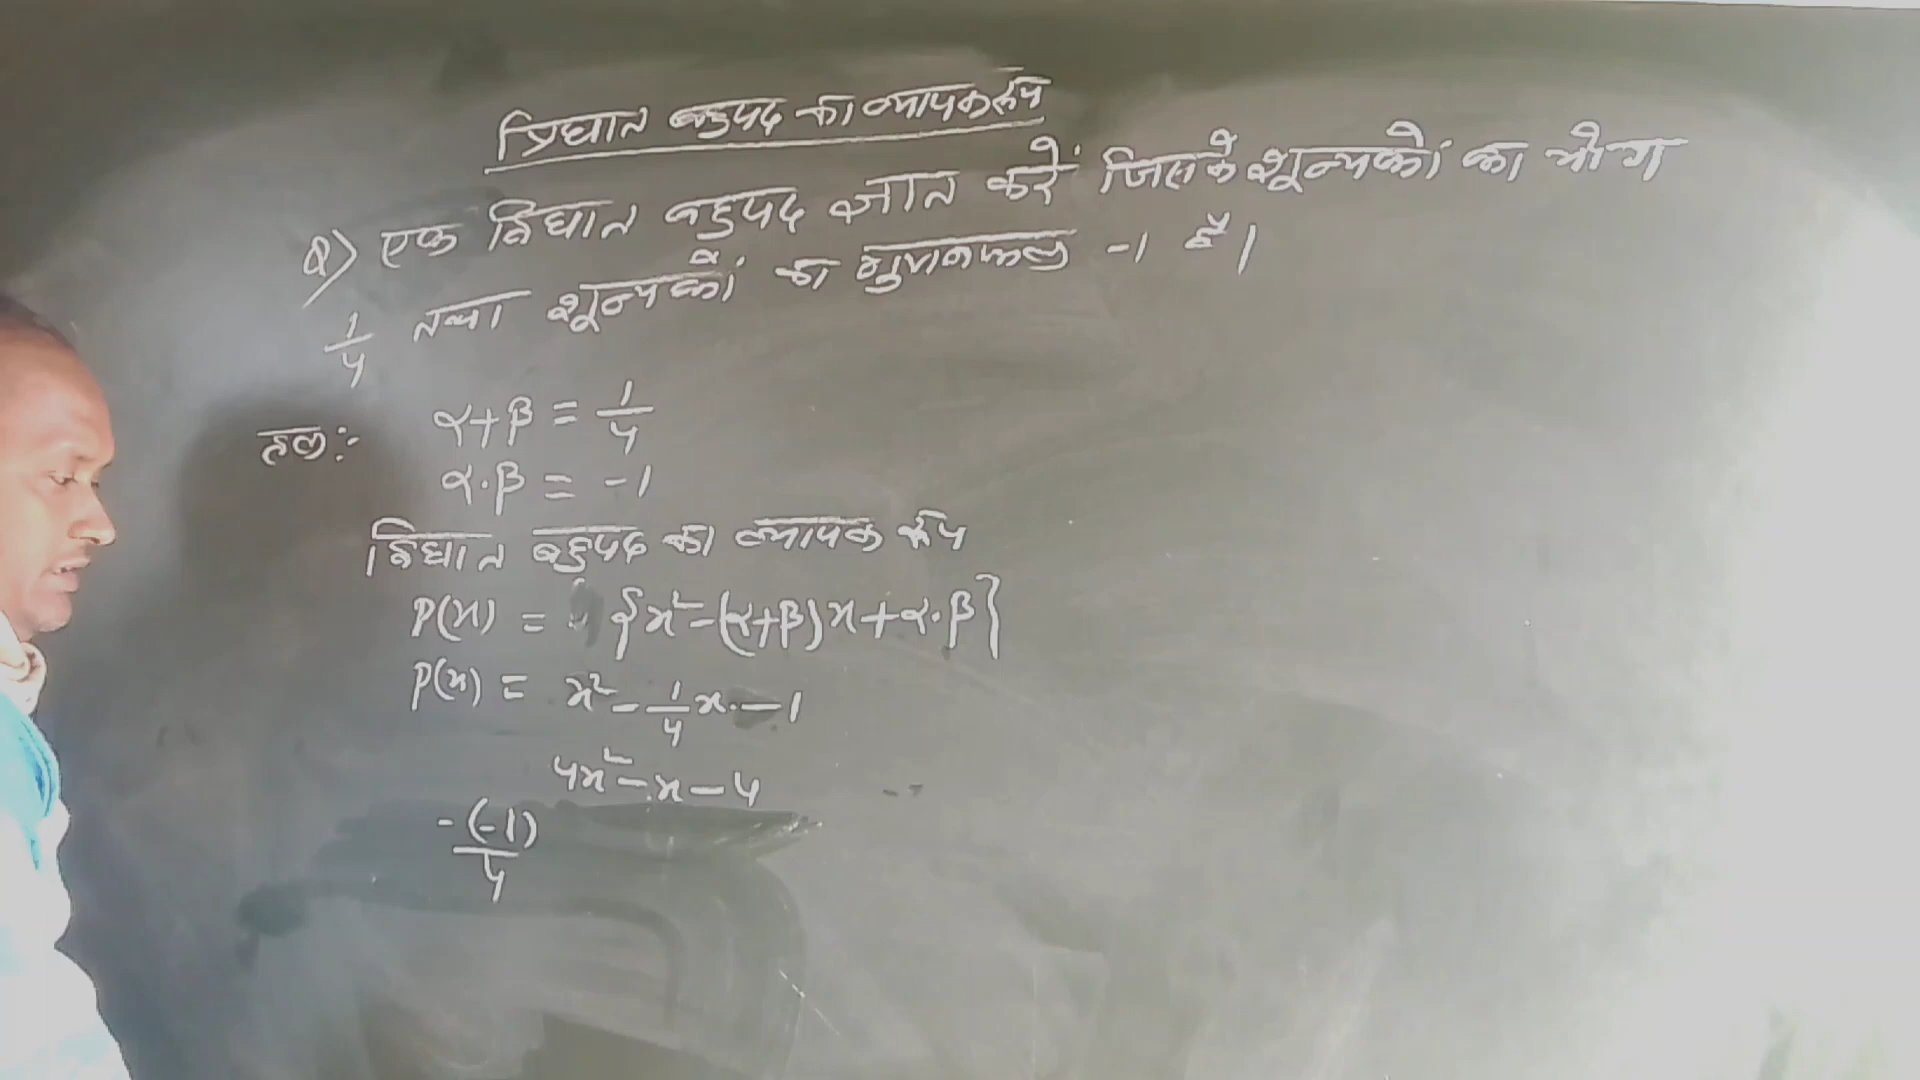 द्विघात बहुपद का व्यापक रूप
Q) एक द्विघात बहुपद ज्ञात करें जिसके शून्यकों का योग
1/4 तथा शून्यकों का गुणनफल -1 है।
हल:- α+β = 1/4
α·β = -1
द्विघात बहुपद का व्यापक रूप
P(x) = {x²-(α+β)x+α·β}
P(x) = x² - 1/4 x - 1
4x² - x - 4
-(-1)/4